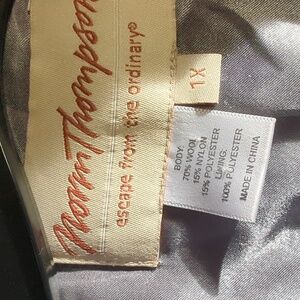 Norm Thompson
escape from the ordinary®
1X
BODY:
70% WOOL
15% NYLON
15% POLYESTER
LINING:
100% POLYESTER
MADE IN CHINA